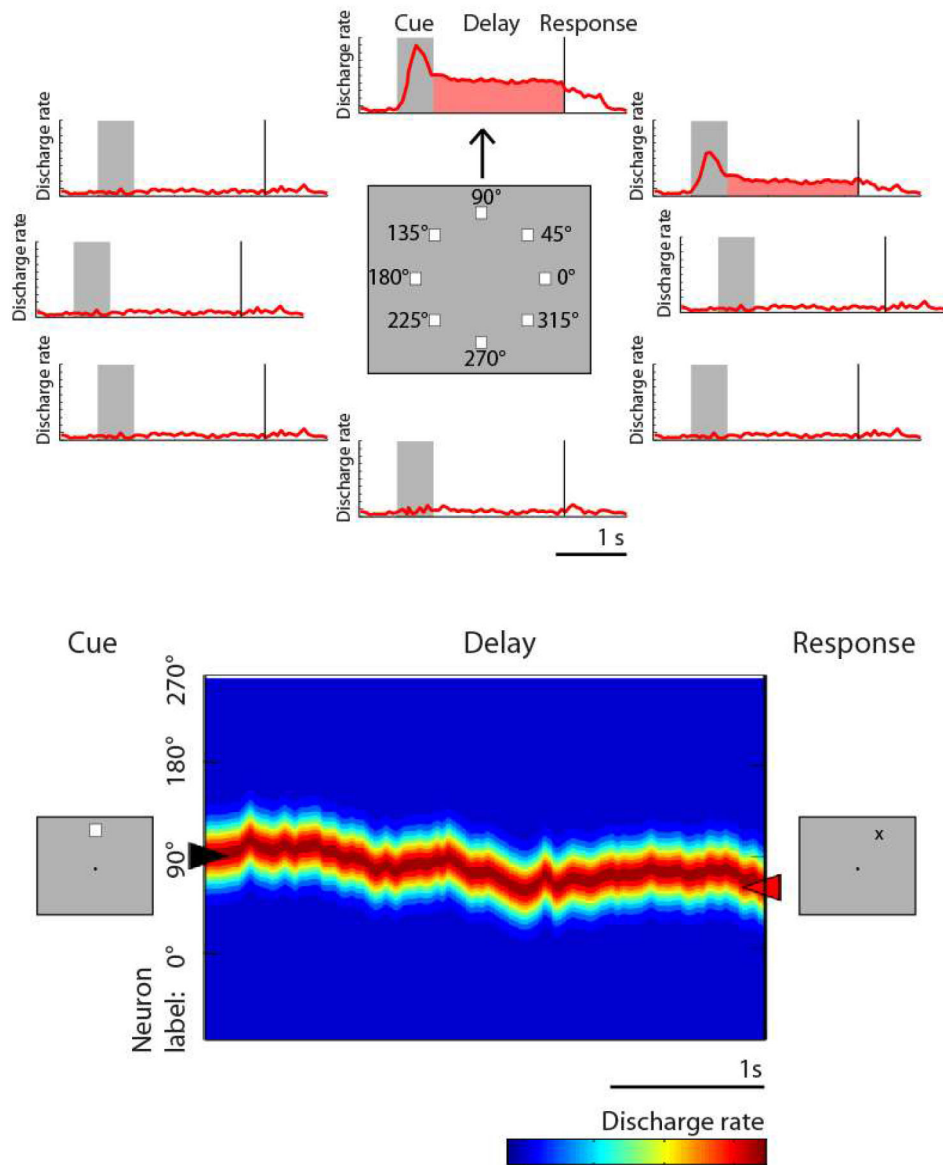 Cue Delay Response
Discharge rate
Discharge rate
Discharge rate
Discharge rate
Discharge rate
90°
135° 45°
180° 0°
225° 315°
270°
Discharge rate
Discharge rate
Discharge rate
1 s
Cue Delay Response
270°
180°
90°
0°
Neuron
label:
x
1s
Discharge rate